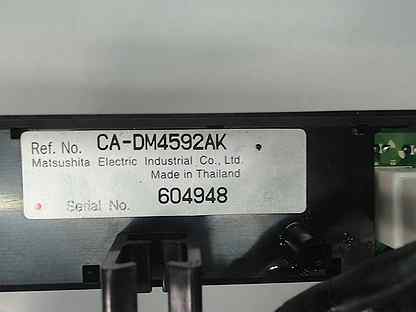 Ref. No. CA-DM4592AK
Matsushita Electric Industrial Co., Ltd.
Made in Thailand
Serial No. 604948